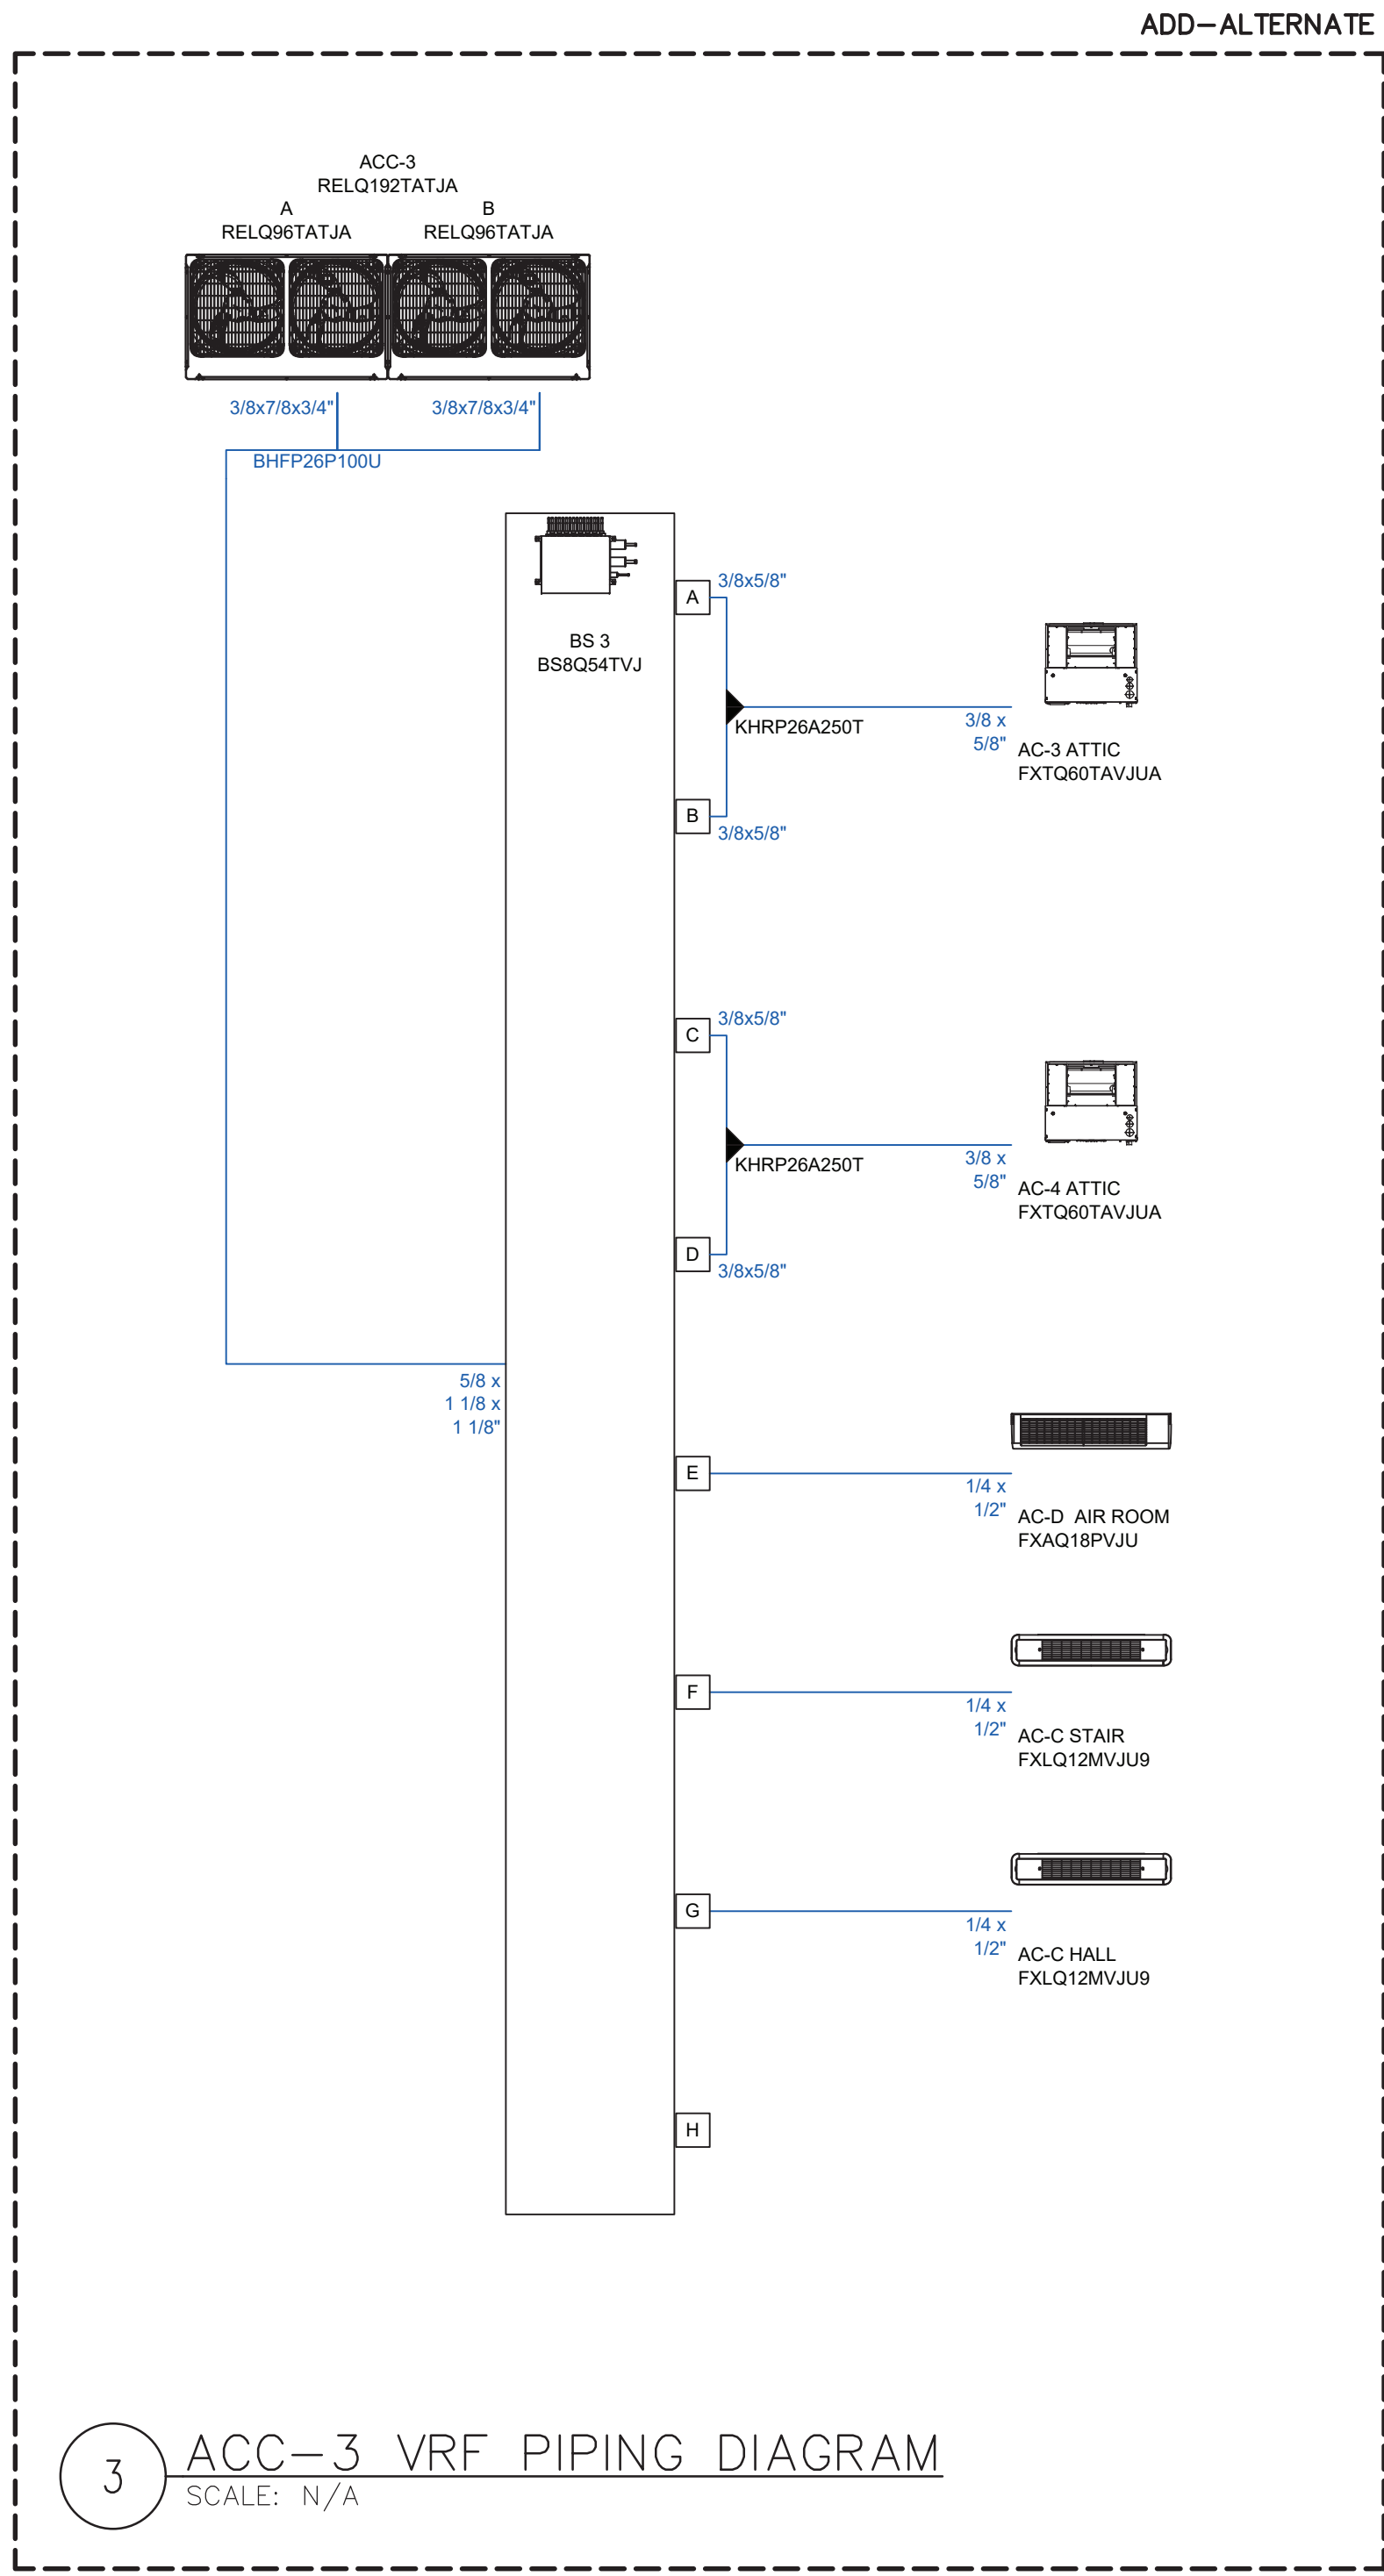 ADD-ALTERNATE
ACC-3
RELQ192TATJA
A
RELQ96TATJA
B
RELQ96TATJA
3/8x7/8x3/4"
3/8x7/8x3/4"
BHFP26P100U
BS 3
BS8Q54TVJ
A
3/8x5/8"
KHRP26A250T
3/8 x
5/8"
AC-3 ATTIC
FXTQ60TAVJUA
B
3/8x5/8"
C
3/8x5/8"
KHRP26A250T
3/8 x
5/8"
AC-4 ATTIC
FXTQ60TAVJUA
D
3/8x5/8"
5/8 x
1 1/8 x
1 1/8"
E
1/4 x
1/2"
AC-D  AIR ROOM
FXAQ18PVJU
F
1/4 x
1/2"
AC-C STAIR
FXLQ12MVJU9
G
1/4 x
1/2"
AC-C HALL
FXLQ12MVJU9
H
3
ACC-3 VRF PIPING DIAGRAM
SCALE: N/A